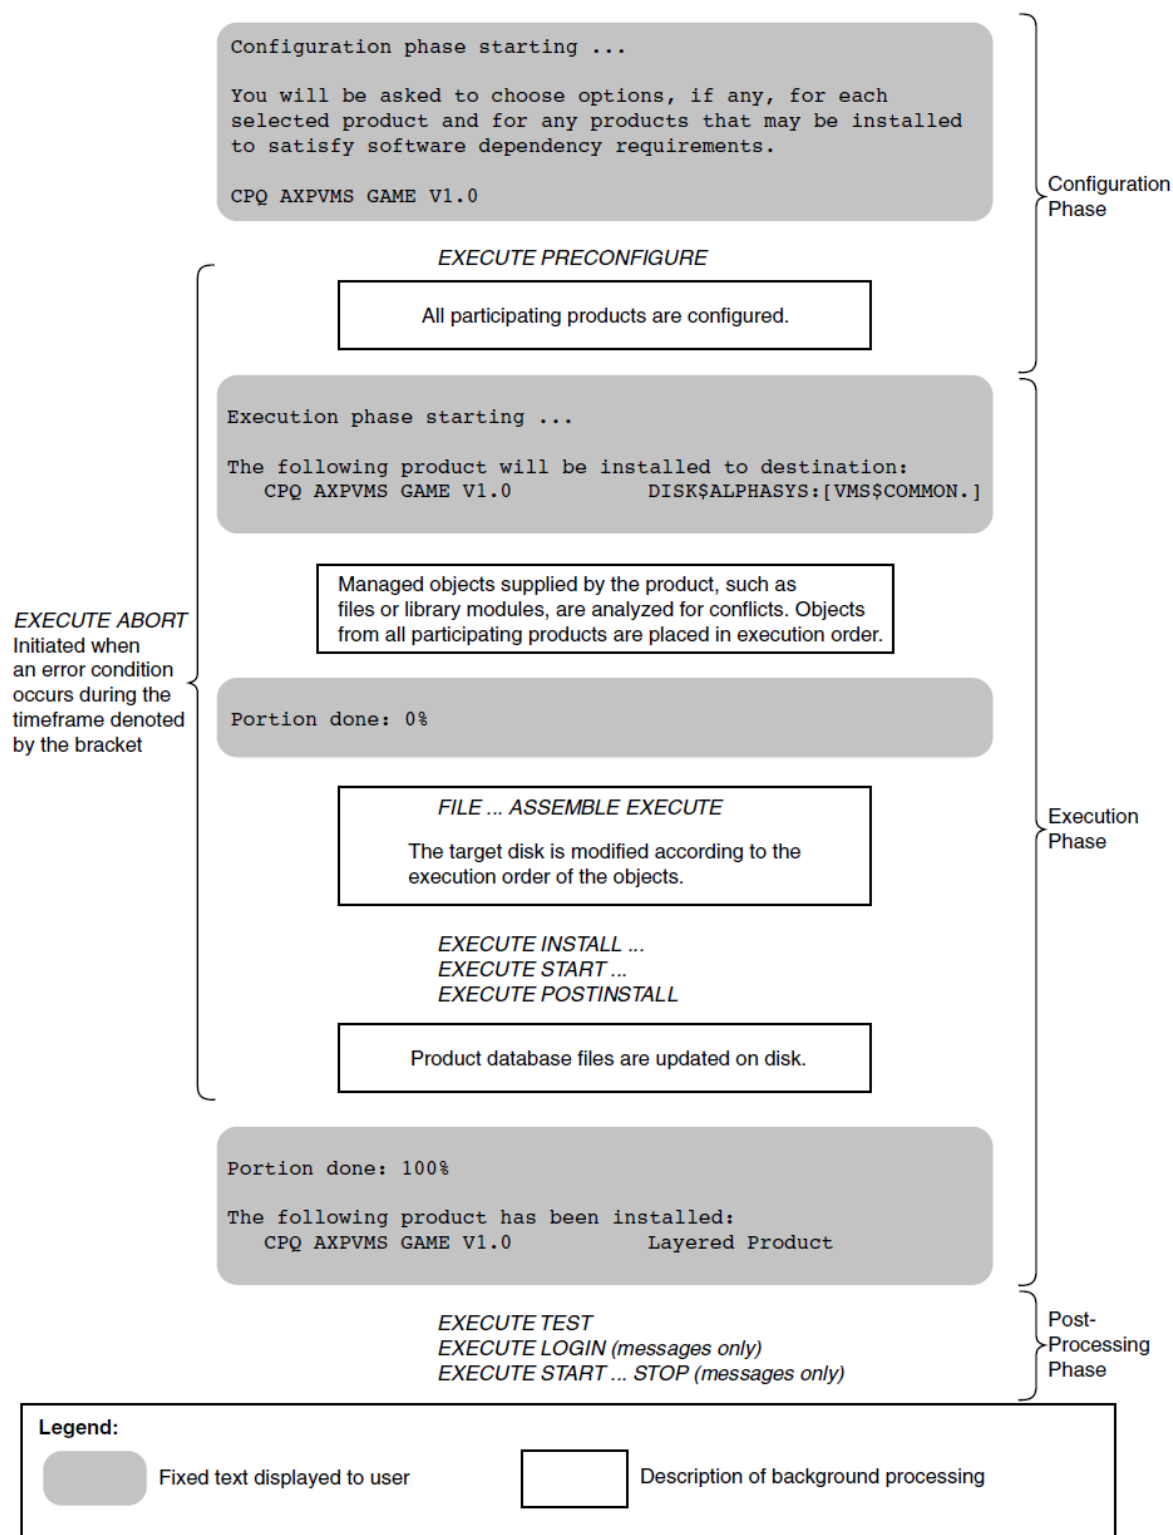 Configuration phase starting ...
You will be asked to choose options, if any, for each
selected product and for any products that may be installed
to satisfy software dependency requirements.
CPQ AXPVMS GAME V1.0
Configuration
Phase
EXECUTE PRECONFIGURE
All participating products are configured.
Execution phase starting ...
The following product will be installed to destination:
CPQ AXPVMS GAME V1.0 DISK$ALPHASYS:[VMS$COMMON.]
Managed objects supplied by the product, such as
files or library modules, are analyzed for conflicts. Objects
from all participating products are placed in execution order.
EXECUTE ABORT
Initiated when
an error condition
occurs during the
timeframe denoted
by the bracket
Portion done: 0%
FILE ... ASSEMBLE EXECUTE
The target disk is modified according to the
execution order of the objects.
Execution
Phase
EXECUTE INSTALL ...
EXECUTE START ...
EXECUTE POSTINSTALL
Product database files are updated on disk.
Portion done: 100%
The following product has been installed:
CPQ AXPVMS GAME V1.0 Layered Product
EXECUTE TEST
EXECUTE LOGIN (messages only)
EXECUTE START ... STOP (messages only)
Post-
Processing
Phase
Legend:
Fixed text displayed to user
Description of background processing